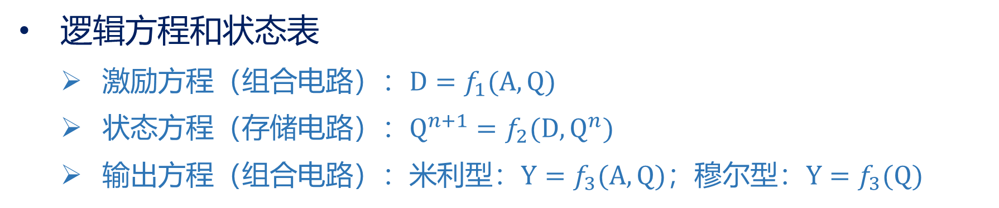 • 逻辑方程和状态表
➢ 激励方程（组合电路）：D = f₁(A, Q)
➢ 状态方程（存储电路）：Qⁿ⁺¹ = f₂(D, Qⁿ)
➢ 输出方程（组合电路）：米利型：Y = f₃(A, Q)；穆尔型：Y = f₃(Q)